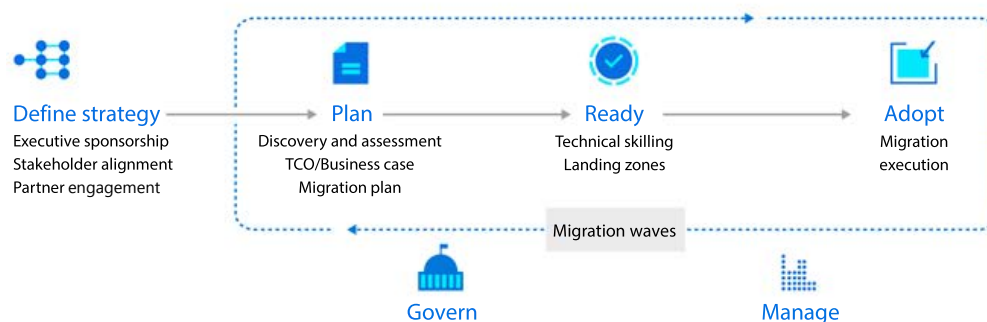 Define strategy
Executive sponsorship
Stakeholder alignment
Partner engagement
Plan
Discovery and assessment
TCO/Business case
Migration plan
Ready
Technical skilling
Landing zones
Adopt
Migration
execution
Migration waves
Govern
Manage